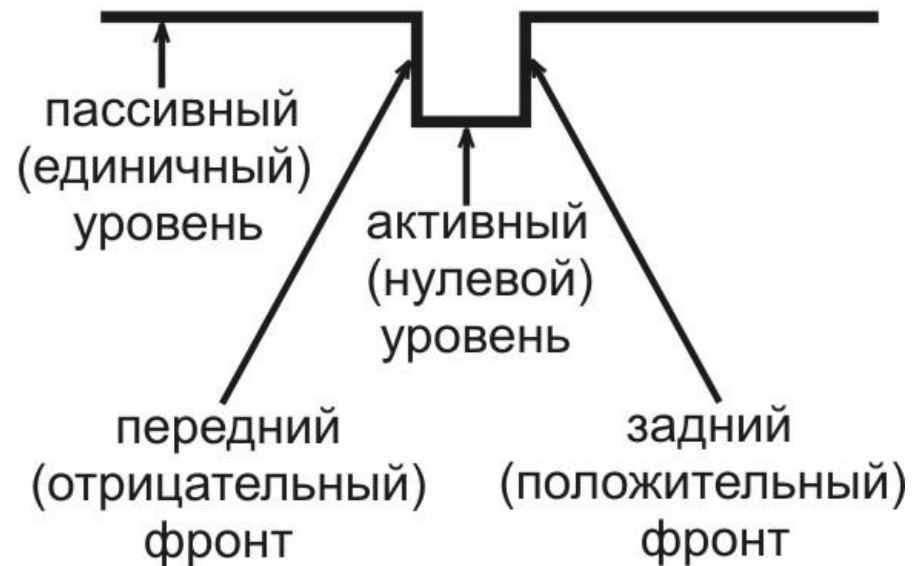 пассивный
(единичный)
уровень
активный
(нулевой)
уровень
передний
(отрицательный)
фронт
задний
(положительный)
фронт